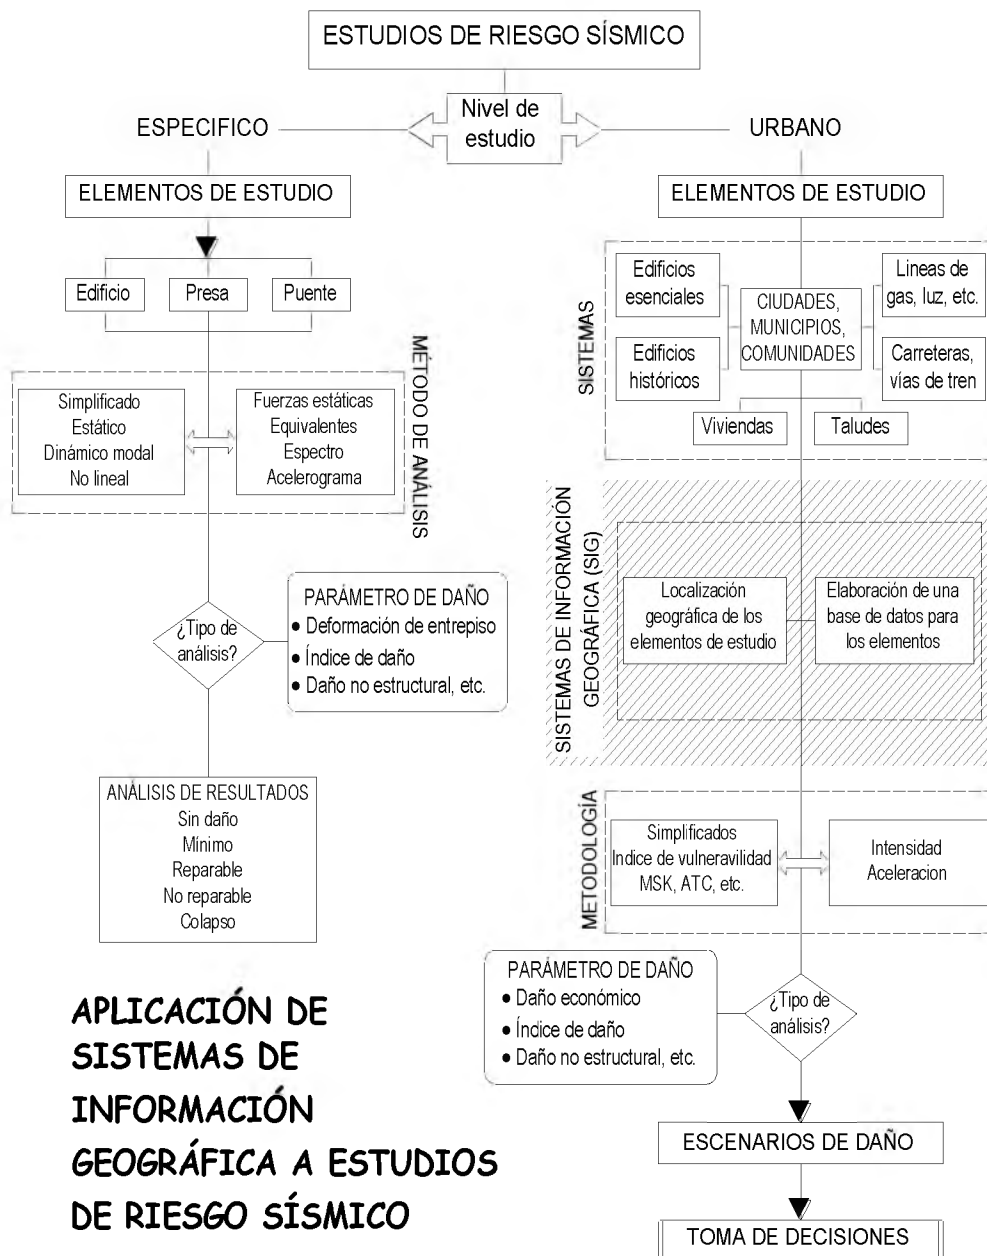 ESTUDIOS DE RIESGO SÍSMICO
Nivel de
estudio
ESPECIFICO
URBANO
ELEMENTOS DE ESTUDIO
Edificio
Presa
Puente
MÉTODO DE ANÁLISIS
Simplificado
Estático
Dinámico modal
No lineal
Fuerzas estáticas
Equivalentes
Espectro
Acelerograma
¿Tipo de
análisis?
PARÁMETRO DE DAÑO
• Deformación de entrepiso
• Índice de daño
• Daño no estructural, etc.
ANÁLISIS DE RESULTADOS
Sin daño
Mínimo
Reparable
No reparable
Colapso
ELEMENTOS DE ESTUDIO
SISTEMAS
Edificios
esenciales
Edificios
históricos
CIUDADES,
MUNICIPIOS,
COMUNIDADES
Lineas de
gas, luz, etc.
Carreteras,
vías de tren
Viviendas
Taludes
SISTEMAS DE INFORMACIÓN
GEOGRÁFICA (SIG)
Localización
geográfica de los
elementos de estudio
Elaboración de una
base de datos para
los elementos
METODOLOGÍA
Simplificados
Indice de vulneravilidad
MSK, ATC, etc.
Intensidad
Aceleracion
PARÁMETRO DE DAÑO
• Daño económico
• Índice de daño
• Daño no estructural, etc.
¿Tipo de
análisis?
ESCENARIOS DE DAÑO
TOMA DE DECISIONES
APLICACIÓN DE
SISTEMAS DE
INFORMACIÓN
GEOGRÁFICA A ESTUDIOS
DE RIESGO SÍSMICO